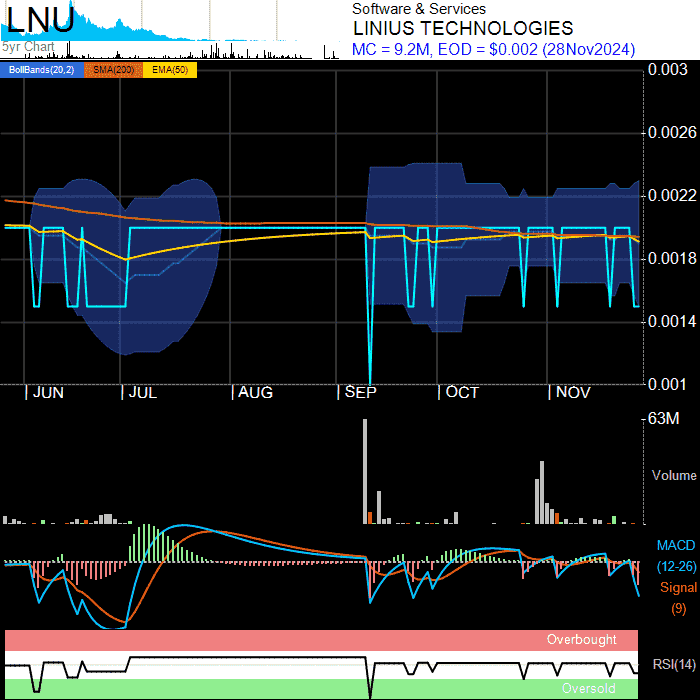 LNU
5yr Chart
Software & Services
LINIUS TECHNOLOGIES
MC = 9.2M, EOD = $0.002 (28Nov2024)
BollBands(20,2) SMA(200) EMA(50)
0.003
0.0026
0.0022
0.0018
0.0014
0.001
JUN JUL AUG SEP OCT NOV
63M
Volume
MACD
(12-26)
Signal
(9)
Overbought
RSI(14)
Oversold